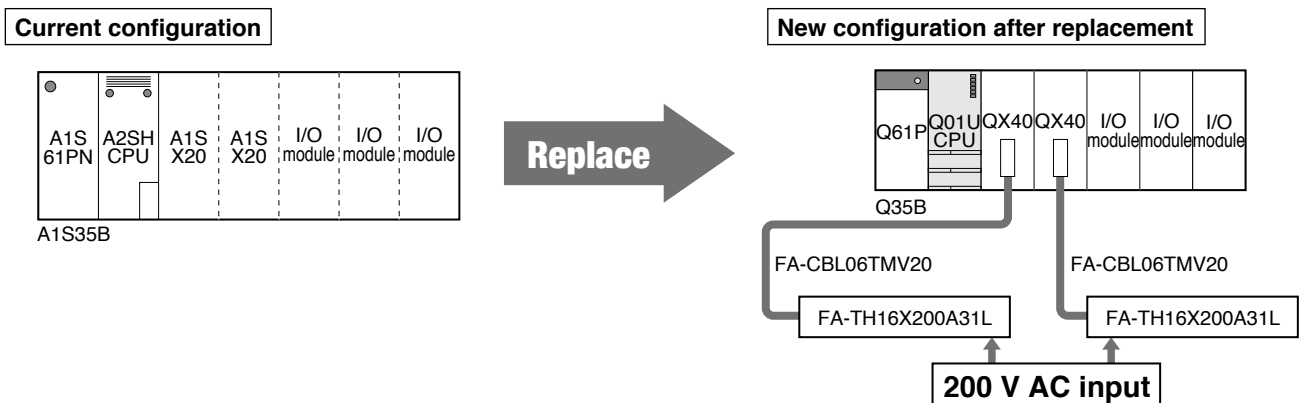 Current configuration
A1S
61PN
A2SH
CPU
A1S
X20
A1S
X20
I/O
module
I/O
module
I/O
module
A1S35B
Replace
New configuration after replacement
Q61P
Q01U
CPU
QX40
QX40
I/O
module
I/O
module
I/O
module
Q35B
FA-CBL06TMV20
FA-CBL06TMV20
FA-TH16X200A31L
FA-TH16X200A31L
200 V AC input